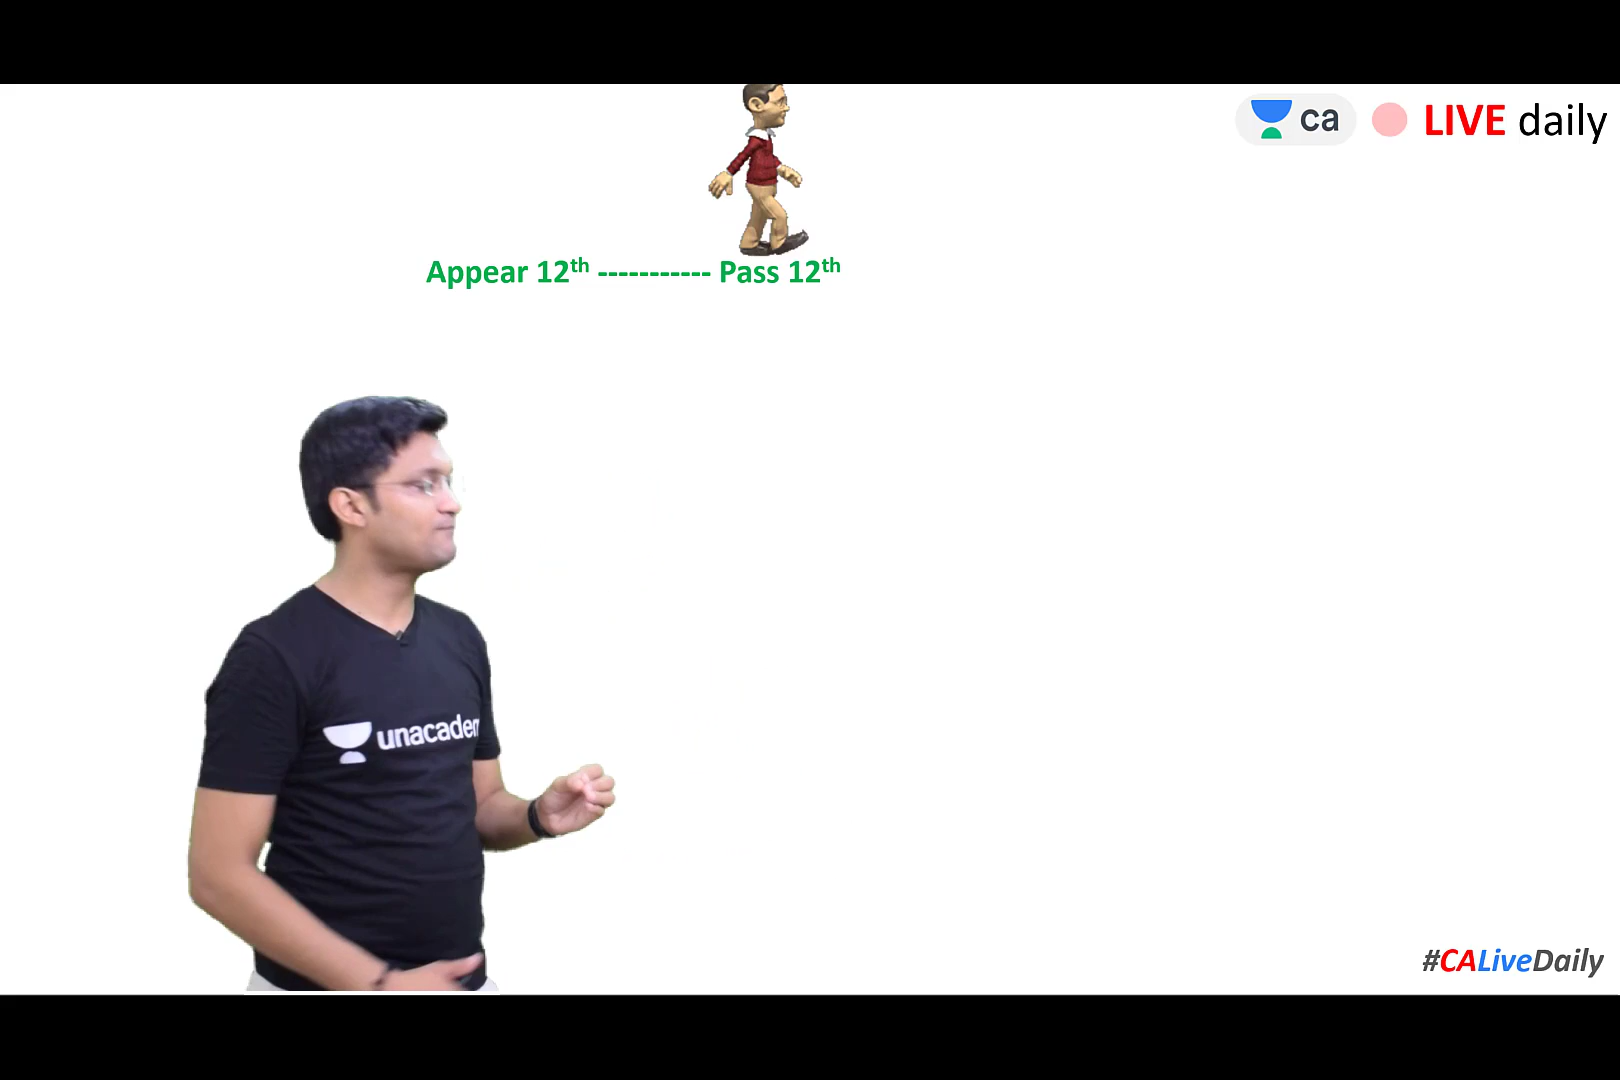 ca LIVE daily
Appear 12th ----------- Pass 12th
unacadem
#CALiveDaily